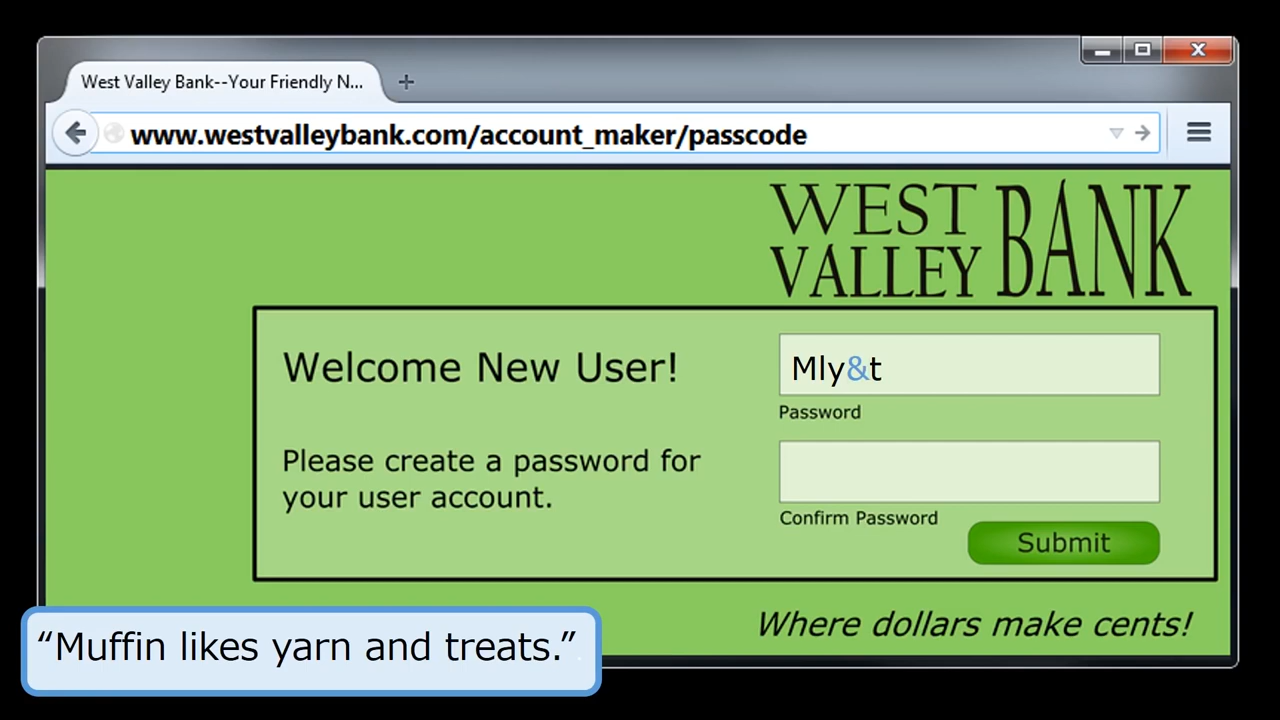 West Valley Bank--Your Friendly N...
www.westvalleybank.com/account_maker/passcode
WEST VALLEY BANK
Welcome New User!
Mly&t
Password
Please create a password for
your user account.
Confirm Password
Submit
Where dollars make cents!
“Muffin likes yarn and treats.”